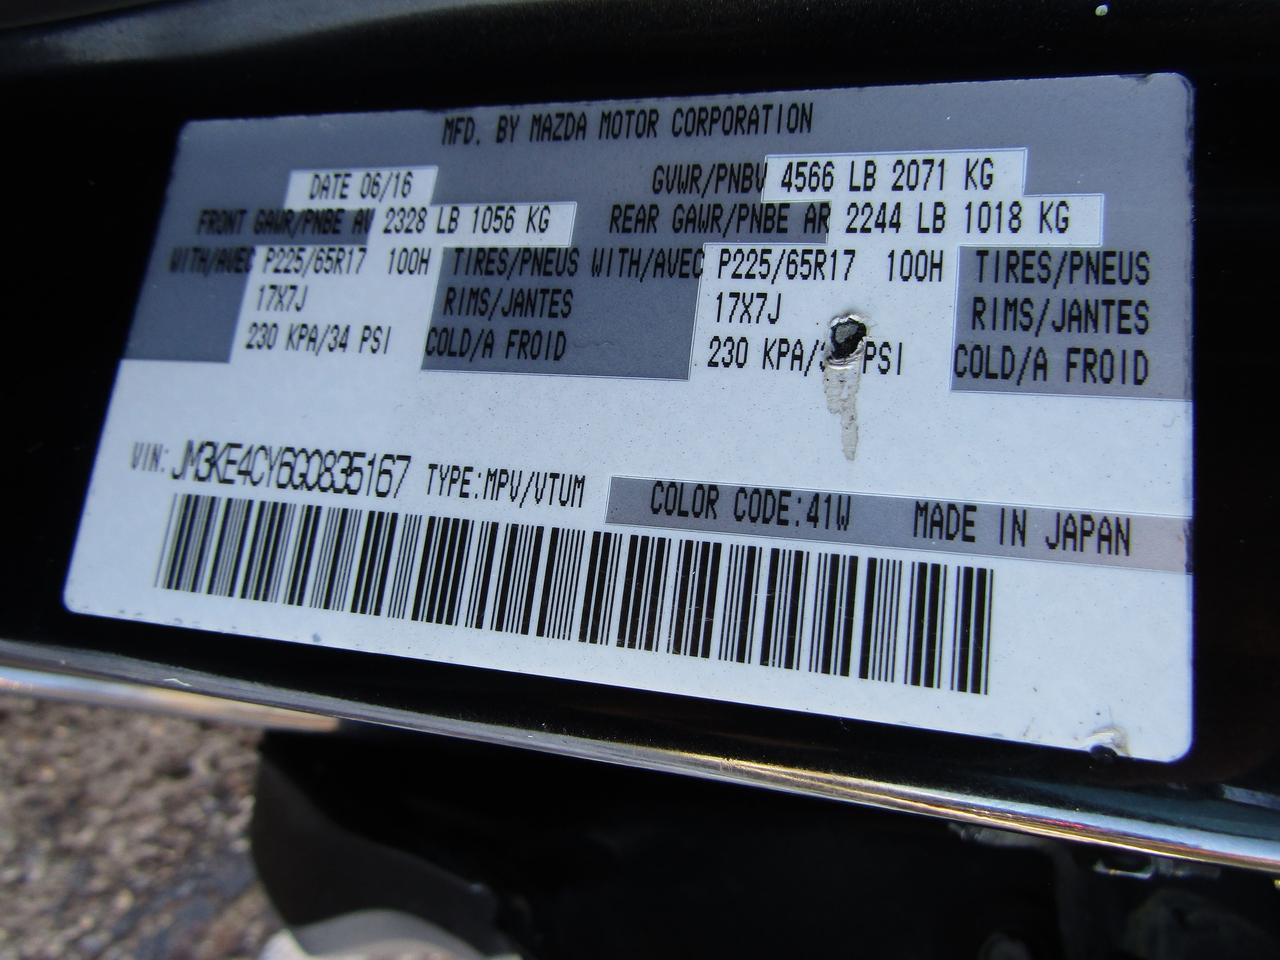 MFD. BY MAZDA MOTOR CORPORATION
DATE 06/16 GVWR/PNBV 4566 LB 2071 KG
FRONT GAWR/PNBE AV 2328 LB 1056 KG REAR GAWR/PNBE AR 2244 LB 1018 KG
WITH/AVEC P225/65R17 100H TIRES/PNEUS WITH/AVEC P225/65R17 100H TIRES/PNEUS
17X7J RIMS/JANTES 17X7J RIMS/JANTES
230 KPA/34 PSI COLD/A FROID 230 PSI COLD/A FROID
VIN: JM3KE4CY6G0835167 TYPE:MPV/VTUM COLOR CODE:41W MADE IN JAPAN